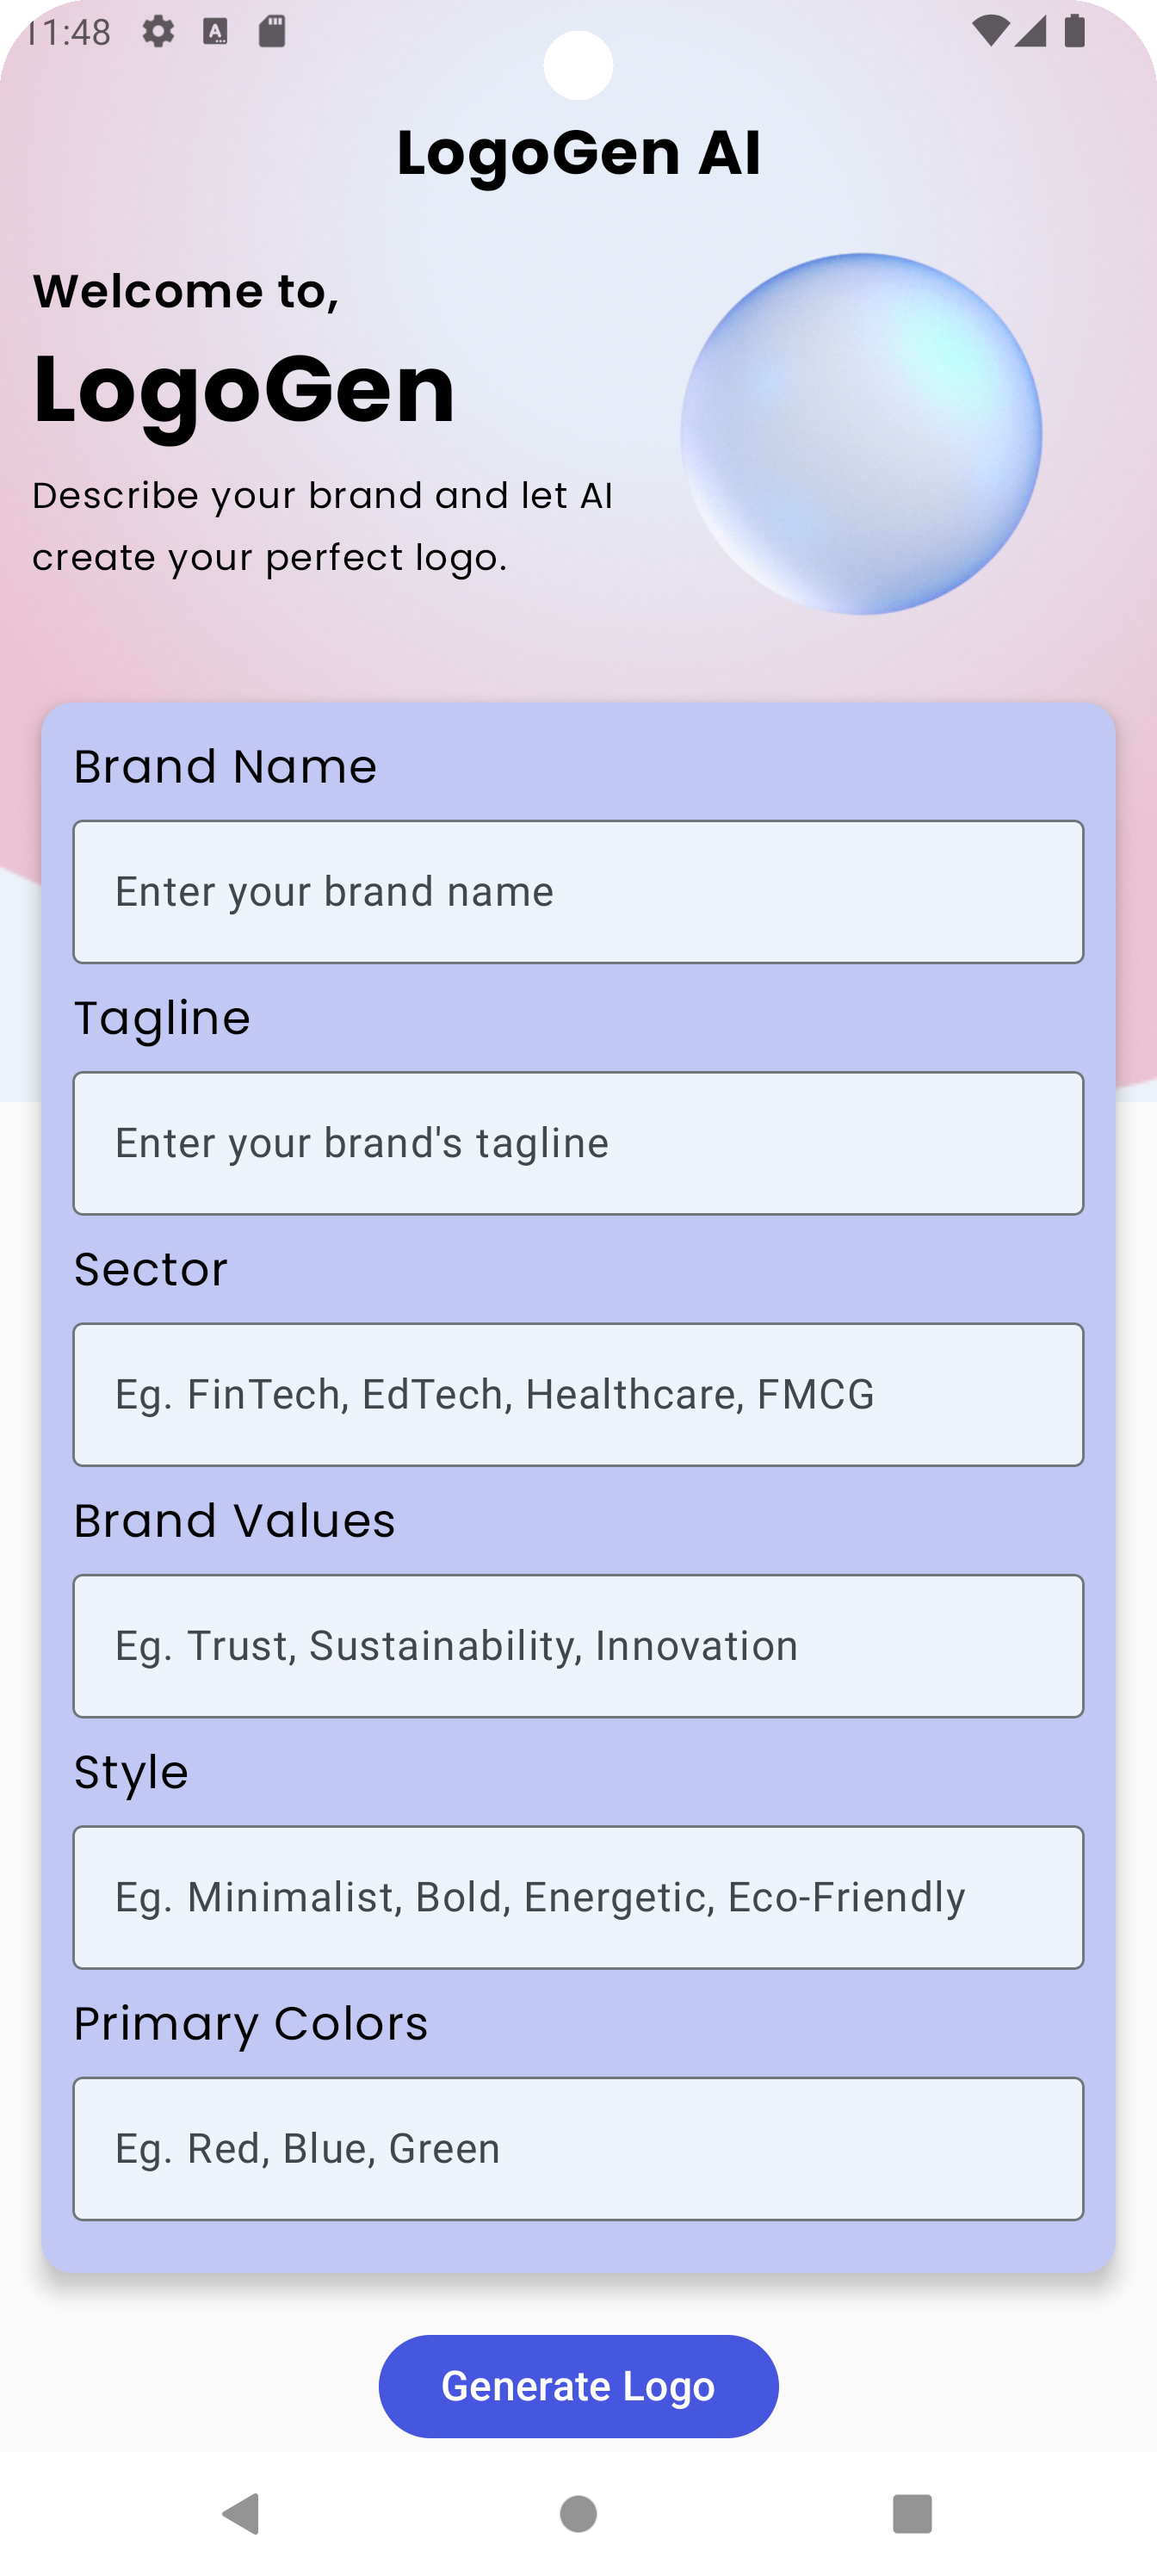 11:48
LogoGen AI
Welcome to,
LogoGen
Describe your brand and let AI
create your perfect logo.
Brand Name
Enter your brand name
Tagline
Enter your brand's tagline
Sector
Eg. FinTech, EdTech, Healthcare, FMCG
Brand Values
Eg. Trust, Sustainability, Innovation
Style
Eg. Minimalist, Bold, Energetic, Eco-Friendly
Primary Colors
Eg. Red, Blue, Green
Generate Logo